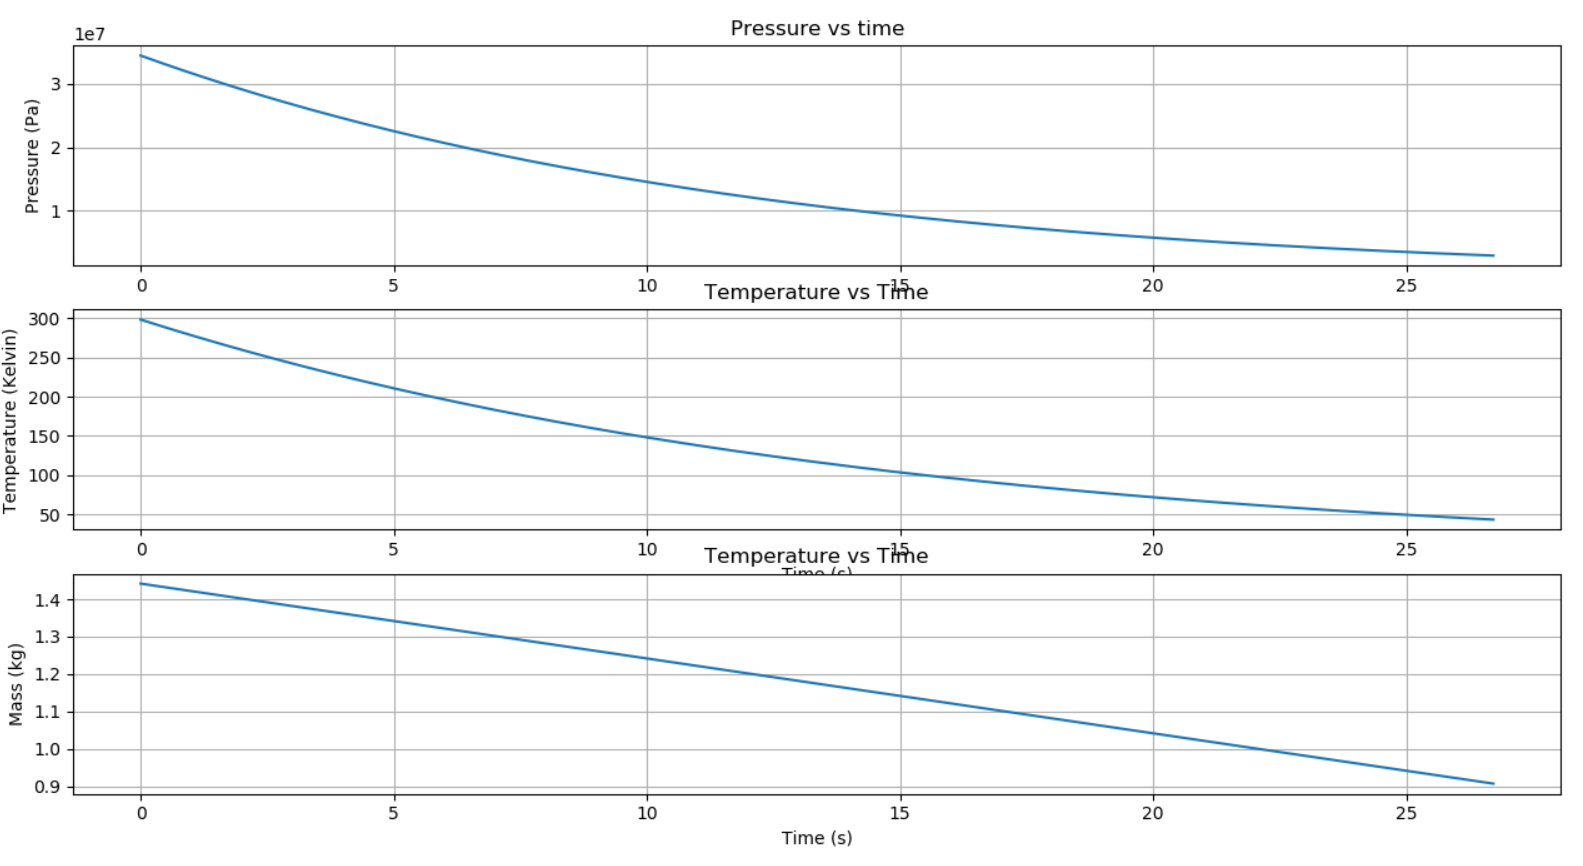 Pressure vs time
1e7
Pressure (Pa)
3
2
1
0 5 10 15 20 25
Temperature vs Time
Temperature (Kelvin)
300
250
200
150
100
50
0 5 10 15 20 25
Time (s)
Temperature vs Time
Mass (kg)
1.4
1.3
1.2
1.1
1.0
0.9
0 5 10 15 20 25
Time (s)